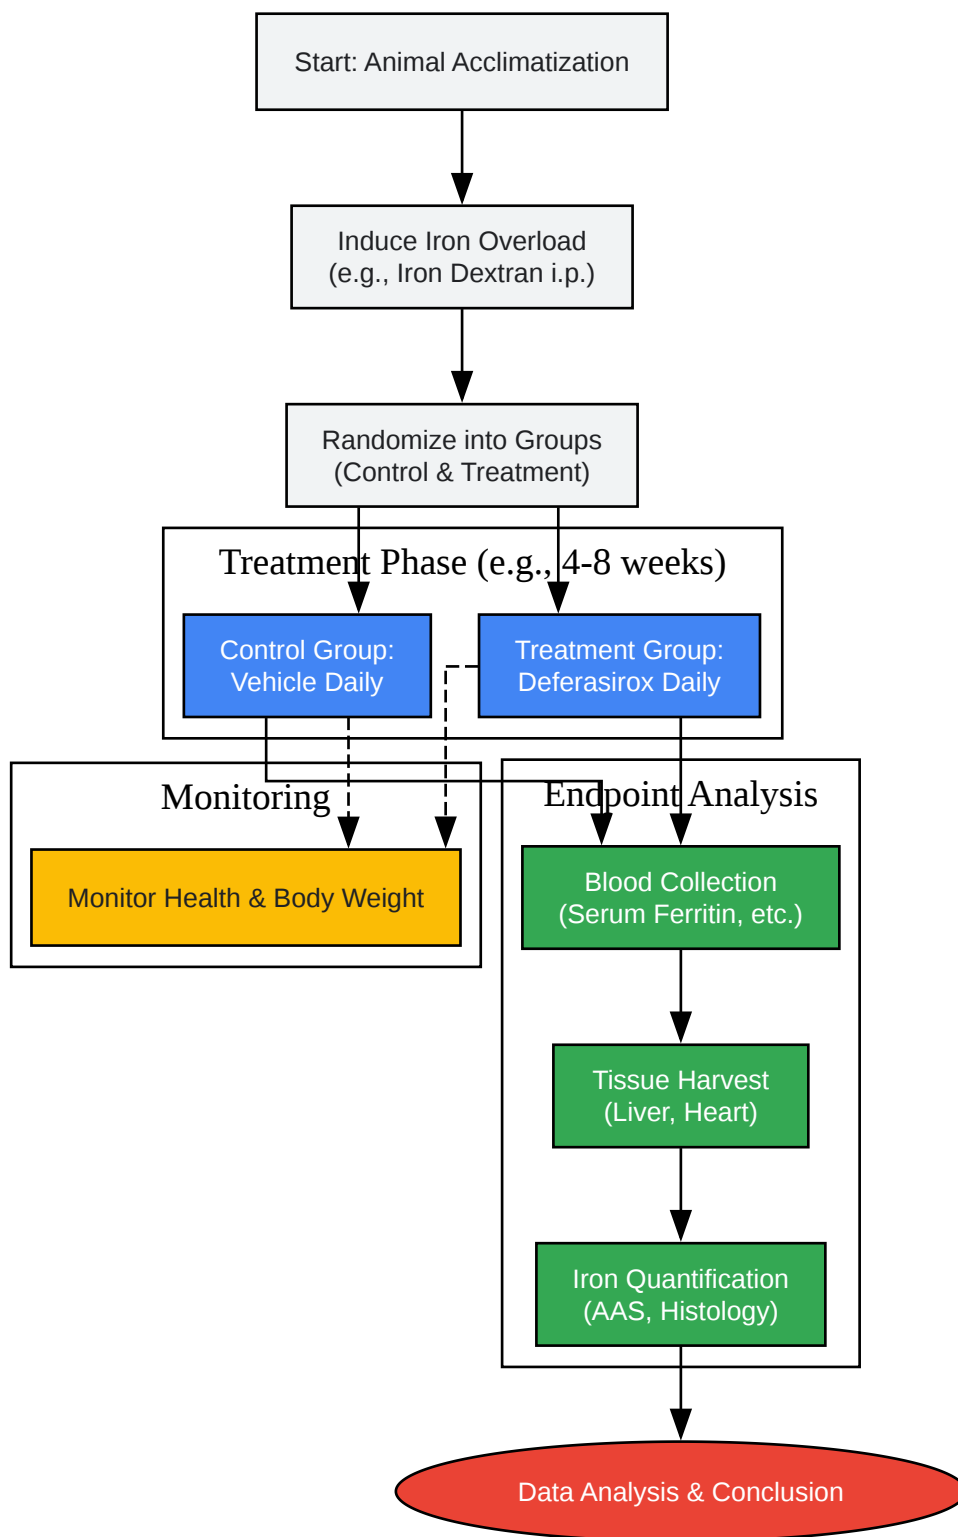 Start: Animal Acclimatization
Induce Iron Overload
(e.g., Iron Dextran i.p.)
Randomize into Groups
(Control & Treatment)
Treatment Phase (e.g., 4-8 weeks)
Control Group:
Vehicle Daily
Treatment Group:
Deferasirox Daily
Monitoring
Monitor Health & Body Weight
Endpoint Analysis
Blood Collection
(Serum Ferritin, etc.)
Tissue Harvest
(Liver, Heart)
Iron Quantification
(AAS, Histology)
Data Analysis & Conclusion